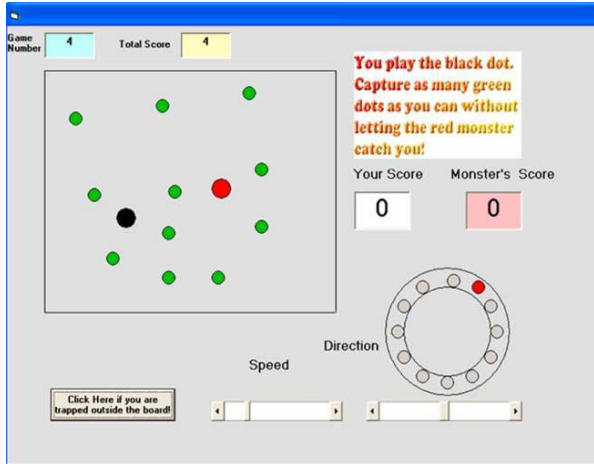 Game
Number
4
Total Score
4
You play the black dot.
Capture as many green
dots as you can without
letting the red monster
catch you!
Your Score
Monster's Score
0
0
Direction
Speed
Click Here if you are
trapped outside the board!